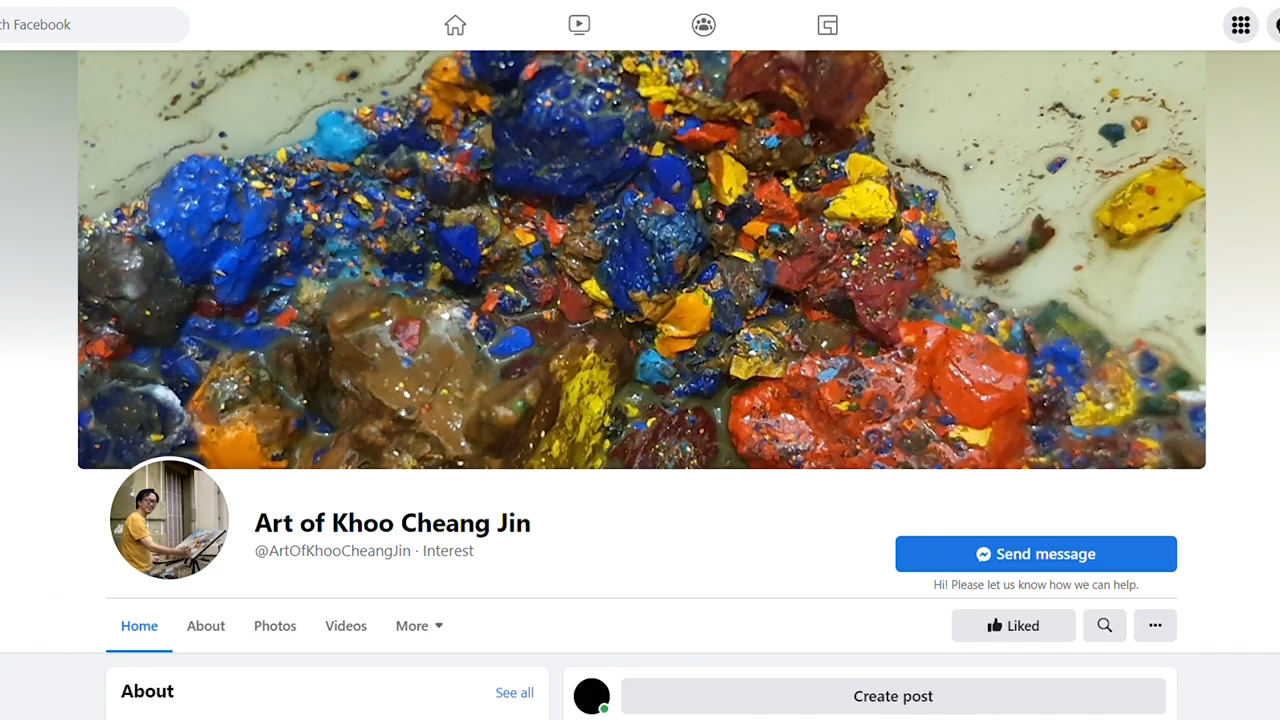 ch Facebook
Art of Khoo Cheang Jin
@ArtOfKhooCheangJin · Interest
Send message
Hi! Please let us know how we can help.
Home About Photos Videos More
Liked
About See all
Create post